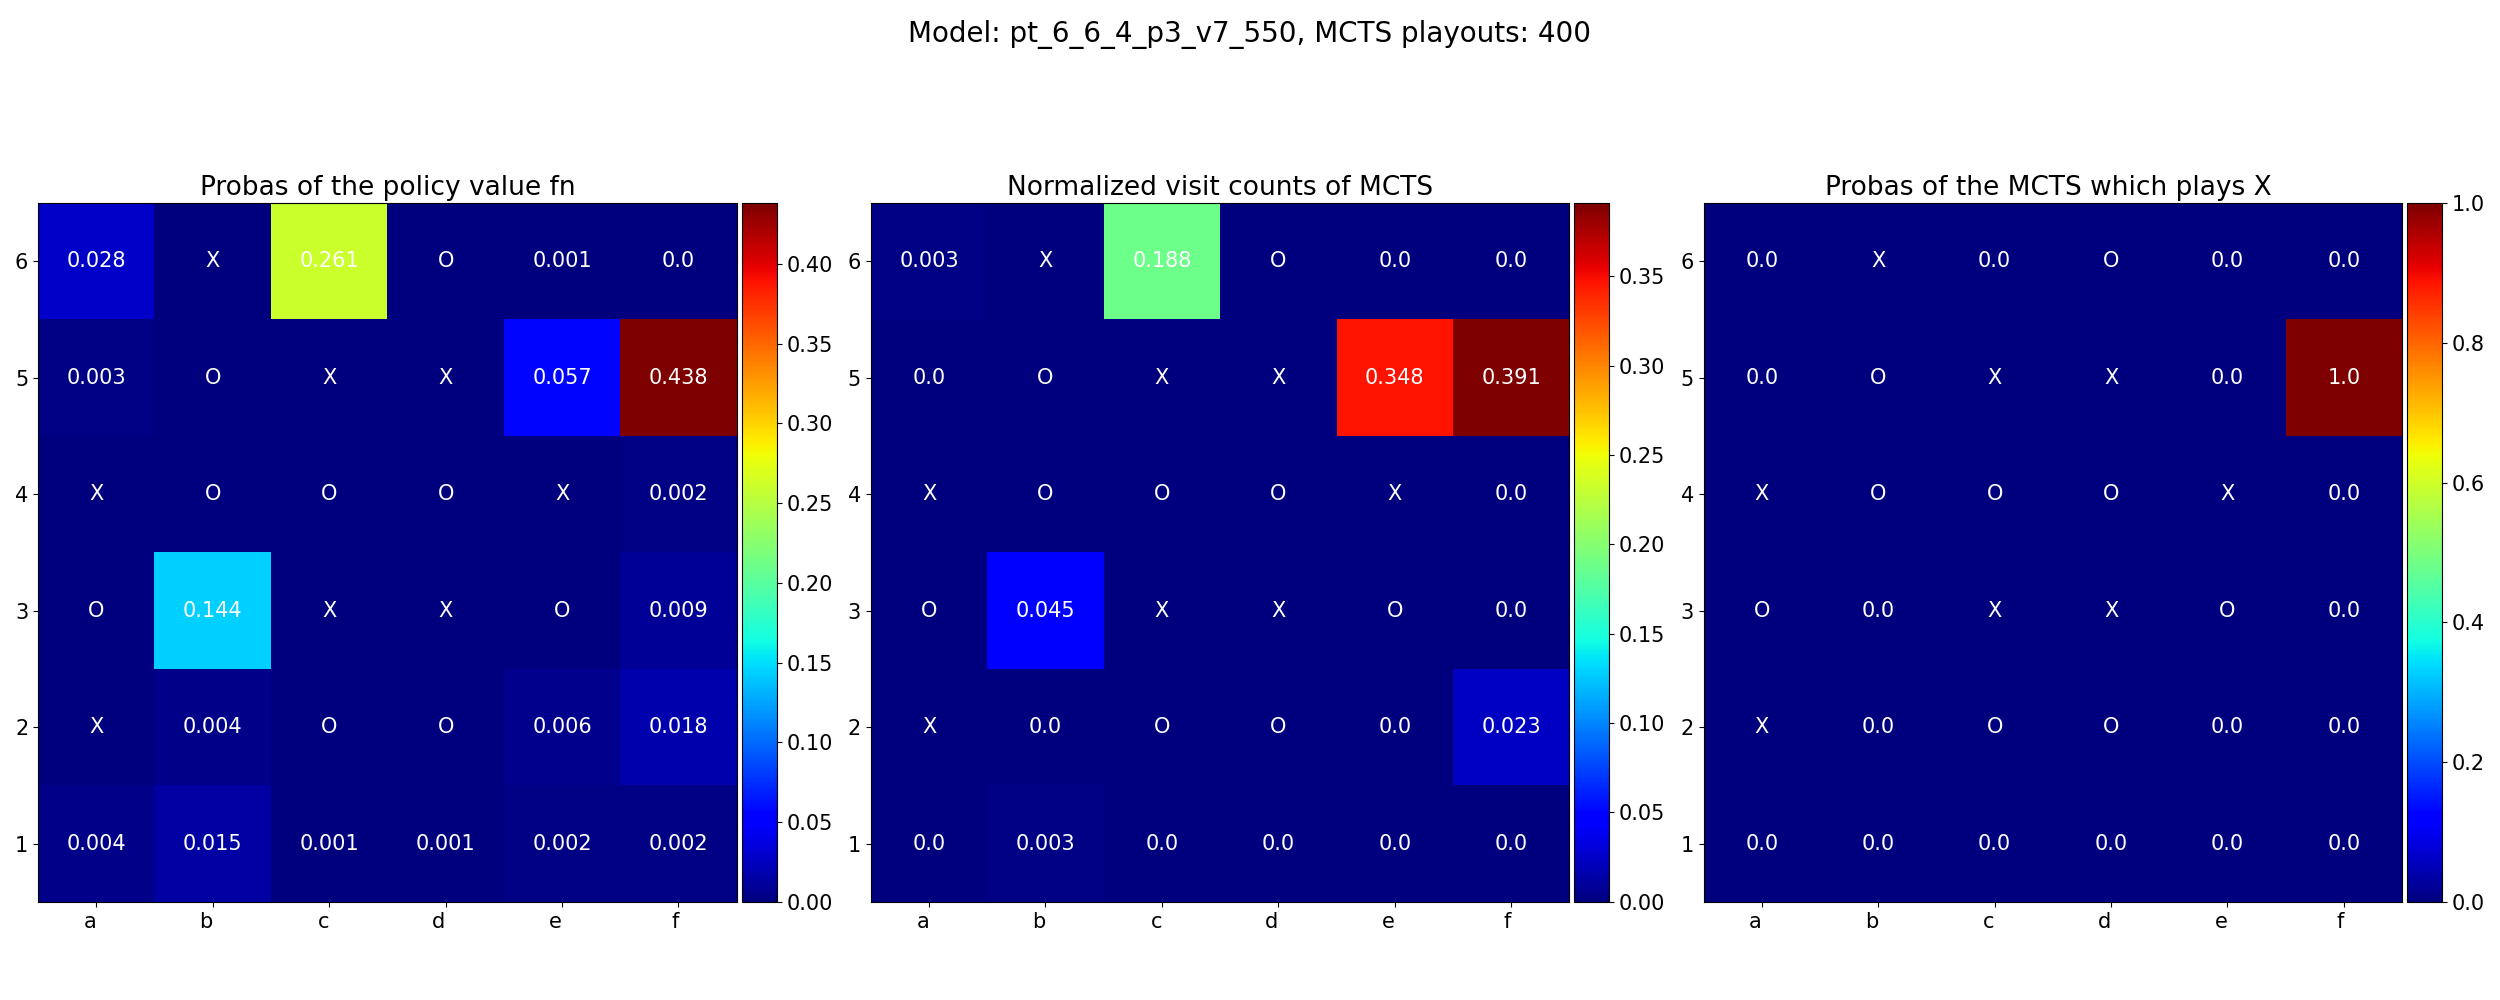 Model: pt_6_6_4_p3_v7_550, MCTS playouts: 400
Probas of the policy value fn
6 0.028 X 0.261 O 0.001 0.0
5 0.003 O X X 0.057 0.438
4 X O O O X 0.002
3 O 0.144 X X O 0.009
2 X 0.004 O O 0.006 0.018
1 0.004 0.015 0.001 0.001 0.002 0.002
a b c d e f
0.40
0.35
0.30
0.25
0.20
0.15
0.10
0.05
0.00
Normalized visit counts of MCTS
6 0.003 X 0.188 O 0.0 0.0
5 0.0 O X X 0.348 0.391
4 X O O O X 0.0
3 O 0.045 X X O 0.0
2 X 0.0 O O 0.0 0.023
1 0.0 0.003 0.0 0.0 0.0 0.0
a b c d e f
0.35
0.30
0.25
0.20
0.15
0.10
0.05
0.00
Probas of the MCTS which plays X
6 0.0 X 0.0 O 0.0 0.0
5 0.0 O X X 0.0 1.0
4 X O O O X 0.0
3 O 0.0 X X O 0.0
2 X 0.0 O O 0.0 0.0
1 0.0 0.0 0.0 0.0 0.0 0.0
a b c d e f
1.0
0.8
0.6
0.4
0.2
0.0